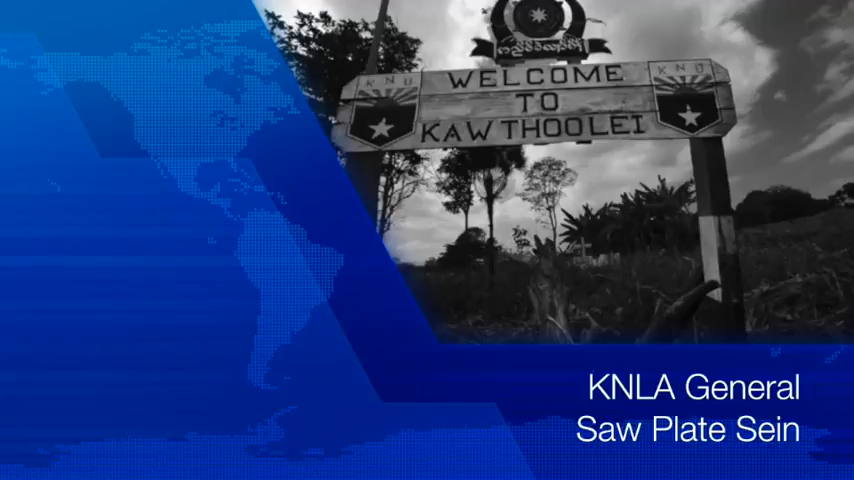 KNU
KNU
WELCOME
TO
KAWTHOOLEI
KNLA General
Saw Plate Sein